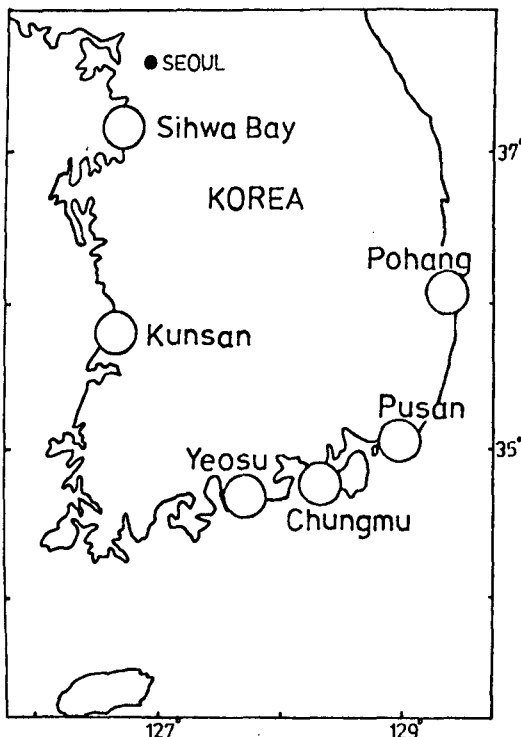 SEOUL
Sihwa Bay
37°
KOREA
Pohang
Kunsan
Pusan
35°
Yeosu
Chungmu
127°
129°